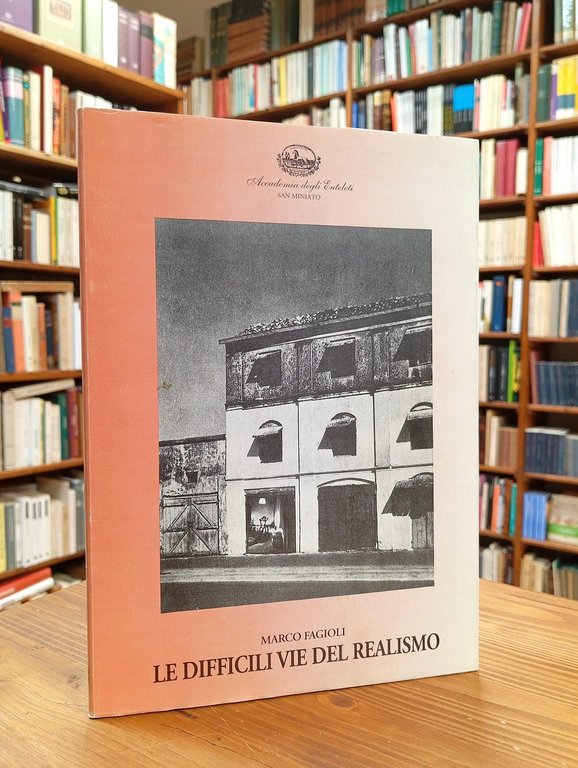 Accademia degli Euteleti
SAN MINIATO
MARCO FAGIOLI
LE DIFFICILI VIE DEL REALISMO